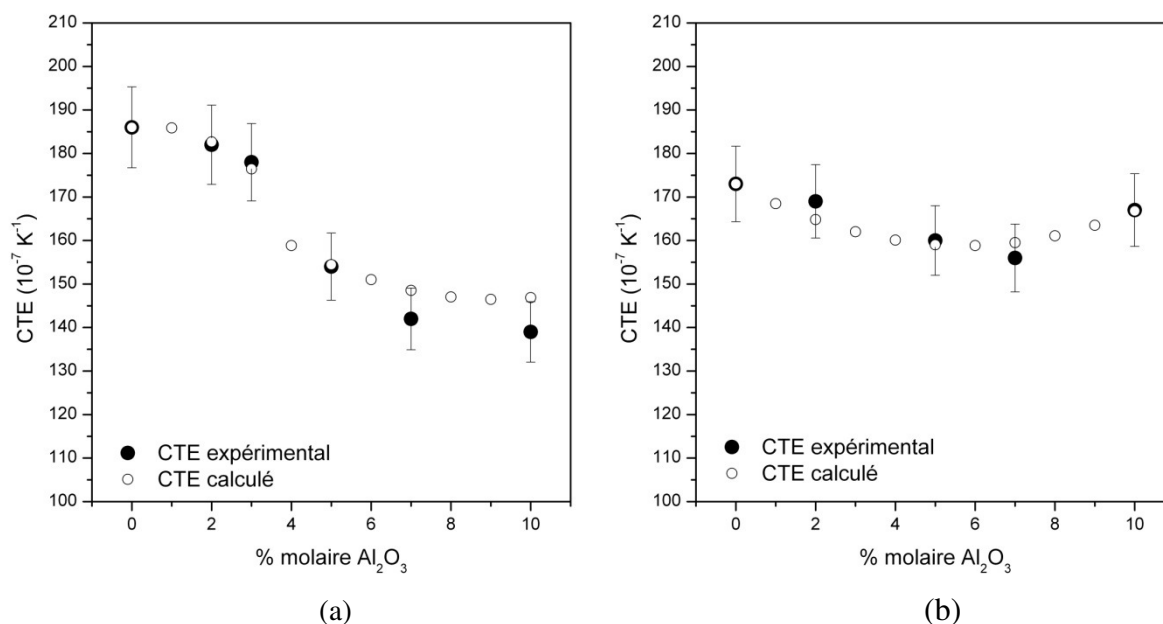 210
200
190
180
170
160
150
140
130
120
110
100
CTE (10⁻⁷ K⁻¹)
CTE expérimental
CTE calculé
0 2 4 6 8 10
% molaire Al₂O₃
(a)
210
200
190
180
170
160
150
140
130
120
110
100
CTE (10⁻⁷ K⁻¹)
CTE expérimental
CTE calculé
0 2 4 6 8 10
% molaire Al₂O₃
(b)